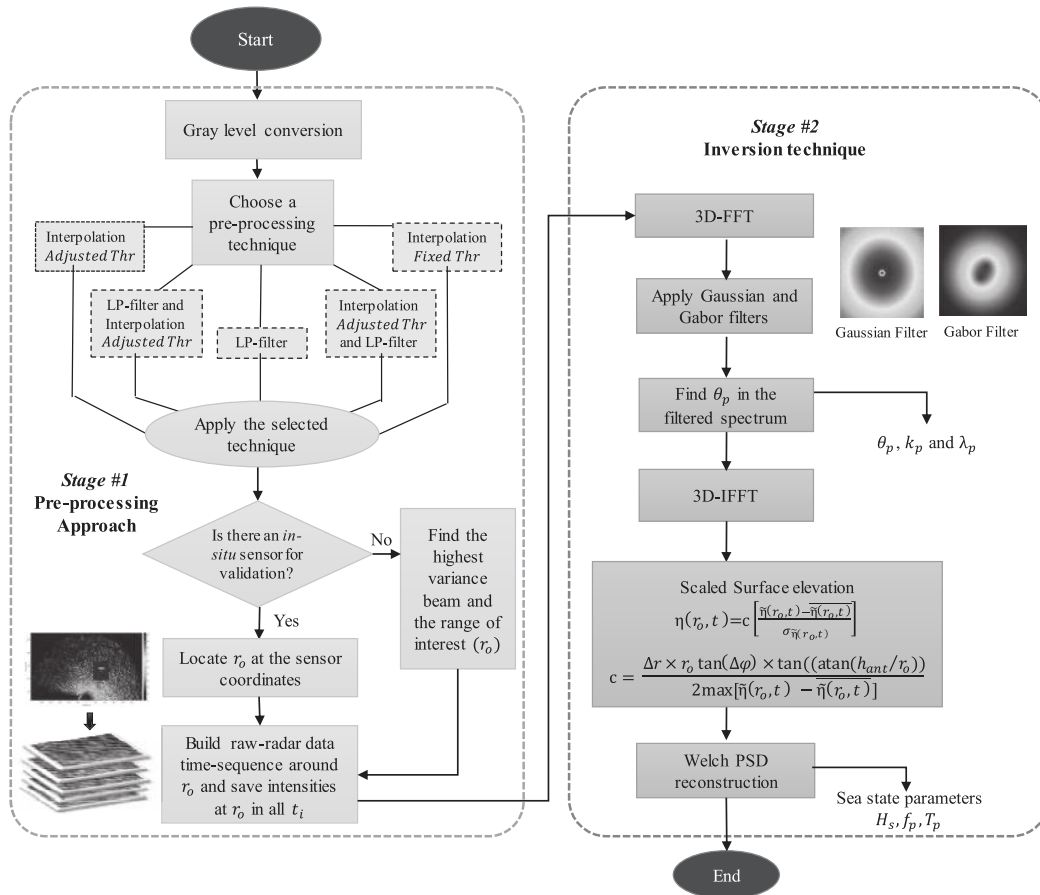 Start
Gray level conversion
Choose a
pre-processing
technique
Interpolation
Adjusted Thr
Interpolation
Fixed Thr
LP-filter and
Interpolation
Adjusted Thr
LP-filter
Interpolation
Adjusted Thr
and LP-filter
Apply the selected
technique
Stage #1
Pre-processing
Approach
Is there an in-
situ sensor for
validation?
No
Yes
Find the
highest
variance
beam and
the range of
interest (r_o)
Locate r_o at the sensor
coordinates
Build raw-radar data
time-sequence around
r_o and save intensities
at r_o in all t_i
Stage #2
Inversion technique
3D-FFT
Apply Gaussian and
Gabor filters
Gaussian Filter
Gabor Filter
Find θ_p in the
filtered spectrum
θ_p, k_p and λ_p
3D-IFFT
Scaled Surface elevation
η(r_o, t)=c[(η̃(r_o,t)−\overline{η̃(r_o,t)})/σ_{η̃(r_o,t)}]
c = (Δr × r_o tan(Δφ) × tan((atan(h_{ant}/r_o)))/(2max[η̃(r_o, t) − \overline{η̃(r_o, t)}])
Welch PSD
reconstruction
Sea state parameters
H_s, f_p, T_p
End